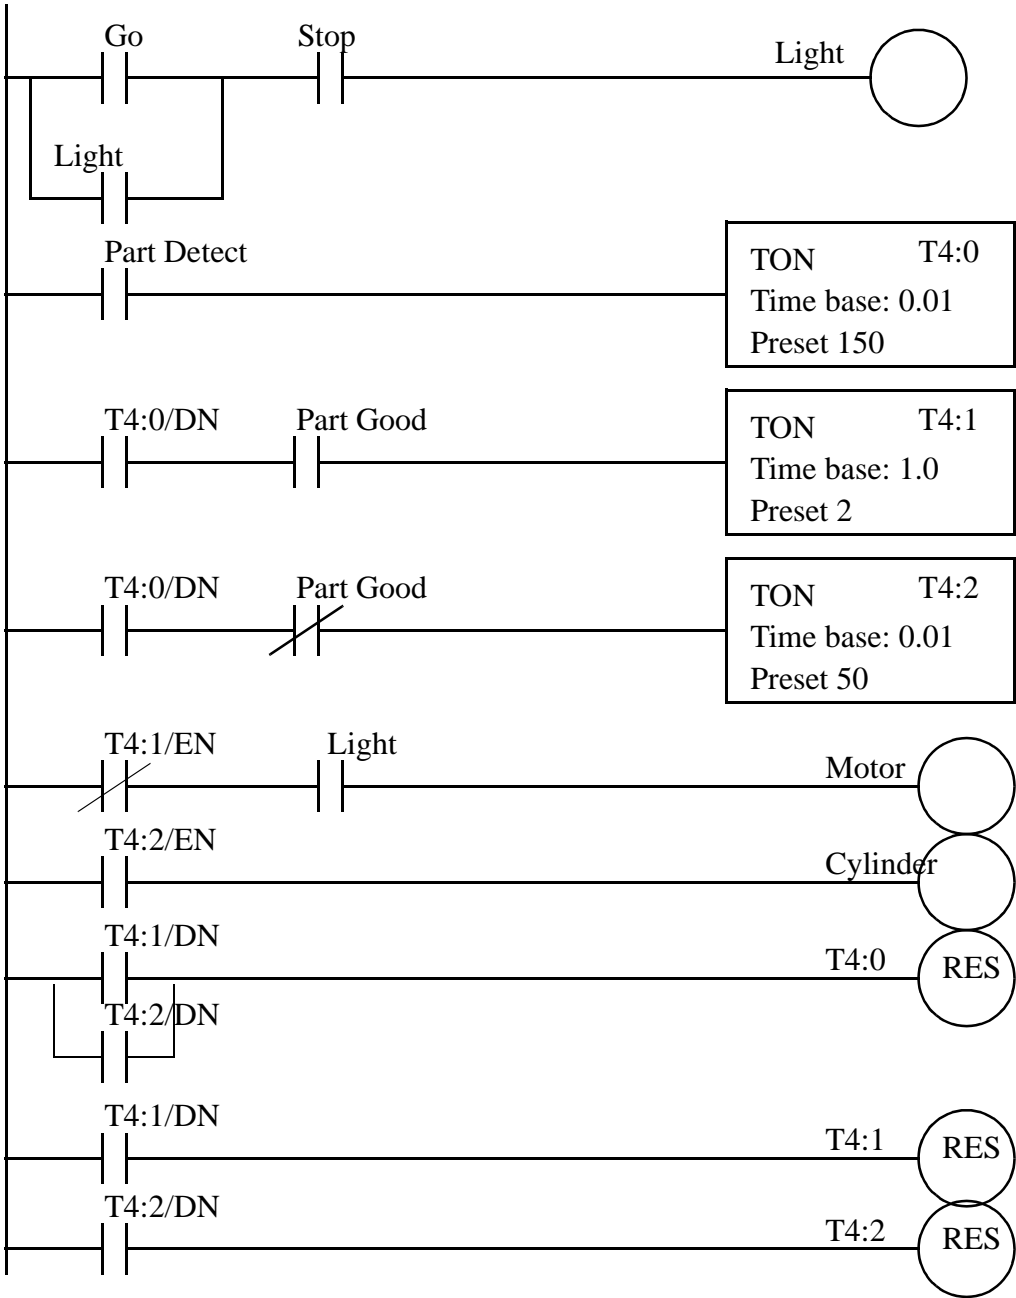 Go Stop Light
Light
Part Detect
TON T4:0
Time base: 0.01
Preset 150
T4:0/DN Part Good
TON T4:1
Time base: 1.0
Preset 2
T4:0/DN Part Good
TON T4:2
Time base: 0.01
Preset 50
T4:1/EN Light Motor
T4:2/EN Cylinder
T4:1/DN T4:0 RES
T4:2/DN
T4:1/DN T4:1 RES
T4:2/DN T4:2 RES